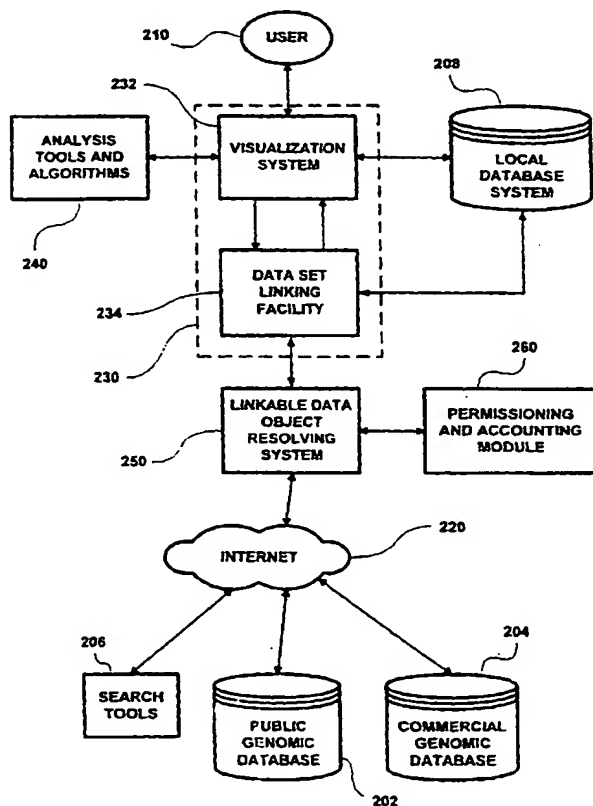 210
USER
232
208
ANALYSIS
TOOLS AND
ALGORITHMS
VISUALIZATION
SYSTEM
LOCAL
DATABASE
SYSTEM
240
234
DATA SET
LINKING
FACILITY
230
260
LINKABLE DATA
OBJECT
RESOLVING
SYSTEM
250
PERMISSIONING
AND ACCOUNTING
MODULE
INTERNET
220
206
204
SEARCH
TOOLS
PUBLIC
GENOMIC
DATABASE
COMMERCIAL
GENOMIC
DATABASE
202